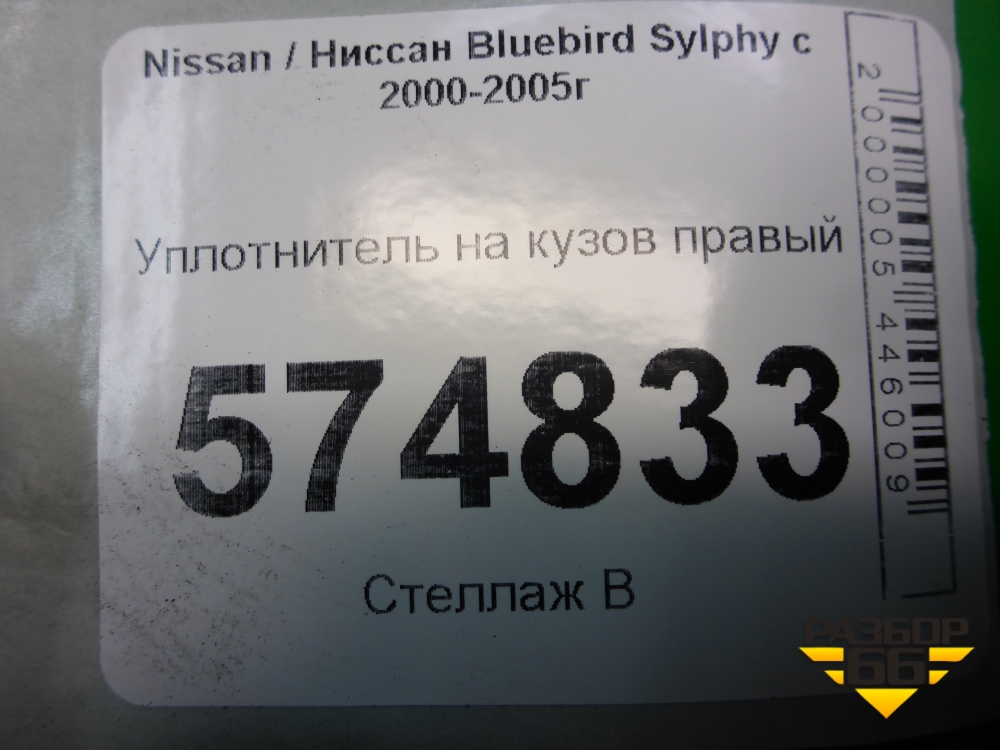 Nissan / Ниссан Bluebird Sylphy с
2000-2005г
Уплотнитель на кузов правый
574833
Стеллаж В
2000005446009
РАЗБОР
66